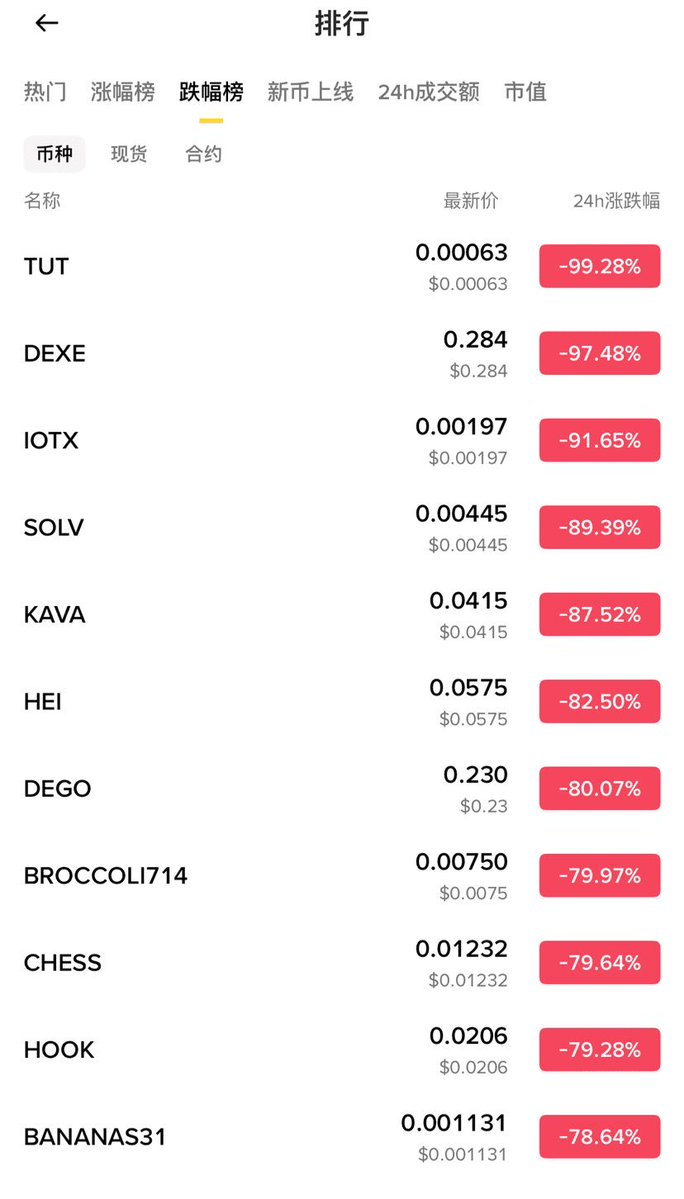 排行
热门 涨幅榜 跌幅榜 新币上线 24h成交额 市值
币种 现货 合约
名称 最新价 24h涨跌幅
TUT 0.00063 -99.28%
$0.00063
DEXE 0.284 -97.48%
$0.284
IOTX 0.00197 -91.65%
$0.00197
SOLV 0.00445 -89.39%
$0.00445
KAVA 0.0415 -87.52%
$0.0415
HEI 0.0575 -82.50%
$0.0575
DEGO 0.230 -80.07%
$0.23
BROCCOLI714 0.00750 -79.97%
$0.0075
CHESS 0.01232 -79.64%
$0.01232
HOOK 0.0206 -79.28%
$0.0206
BANANAS31 0.001131 -78.64%
$0.001131